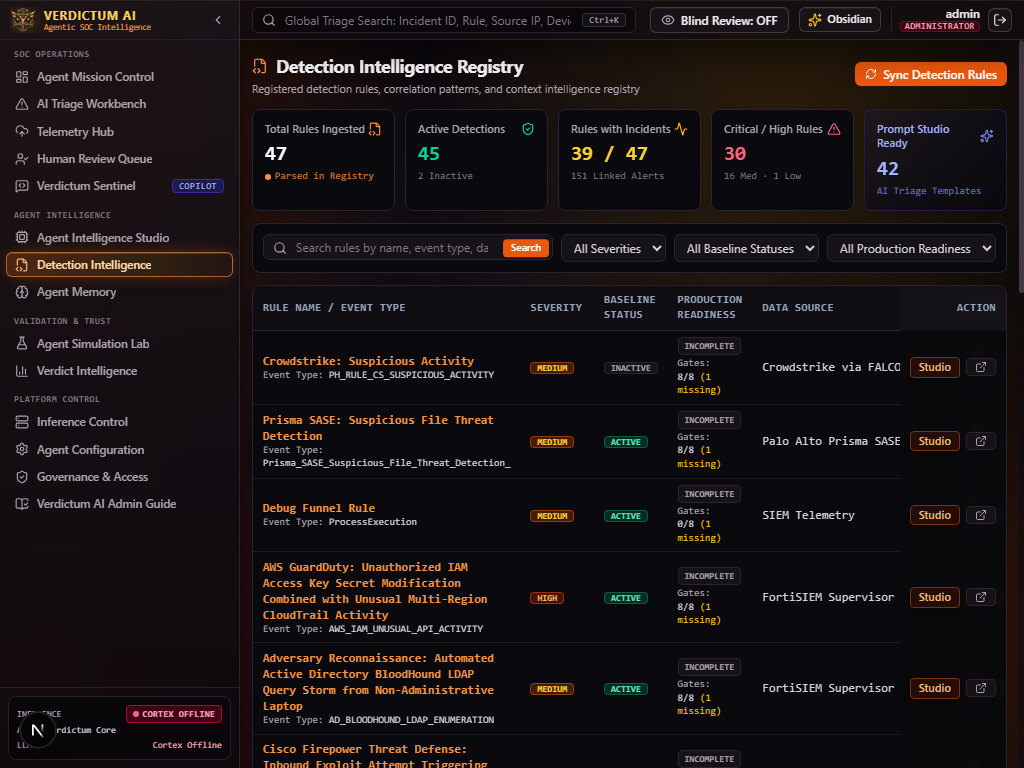 VERDICTUM AI
Agentic SOC Intelligence
SOC OPERATIONS
Agent Mission Control
AI Triage Workbench
Telemetry Hub
Human Review Queue
Verdictum Sentinel
COPILOT
AGENT INTELLIGENCE
Agent Intelligence Studio
Detection Intelligence
Agent Memory
VALIDATION & TRUST
Agent Simulation Lab
Verdict Intelligence
PLATFORM CONTROL
Inference Control
Agent Configuration
Governance & Access
Verdictum AI Admin Guide
CORTEX OFFLINE
Core
Cortex Offline
N
Global Triage Search: Incident ID, Rule, Source IP, Devi
Ctrl+K
Blind Review: OFF
Obsidian
admin
ADMINISTRATOR
Detection Intelligence Registry
Registered detection rules, correlation patterns, and context intelligence registry
Sync Detection Rules
Total Rules Ingested
47
Parsed in Registry
Active Detections
45
2 Inactive
Rules with Incidents
39 / 47
151 Linked Alerts
Critical / High Rules
30
16 Med · 1 Low
Prompt Studio
Ready
42
AI Triage Templates
Search rules by name, event type, da
Search
All Severities
All Baseline Statuses
All Production Readiness
RULE NAME / EVENT TYPE
SEVERITY
BASELINE
STATUS
PRODUCTION
READINESS
DATA SOURCE
ACTION
Crowdstrike: Suspicious Activity
Event Type: PH_RULE_CS_SUSPICIOUS_ACTIVITY
MEDIUM
INACTIVE
INCOMPLETE
Gates:
8/8 (1
missing)
Crowdstrike via FALCO
Studio
Prisma SASE: Suspicious File Threat
Detection
Event Type:
Prisma_SASE_Suspicious_File_Threat_Detection_
MEDIUM
ACTIVE
INCOMPLETE
Gates:
8/8 (1
missing)
Palo Alto Prisma SASE
Studio
Debug Funnel Rule
Event Type: ProcessExecution
MEDIUM
ACTIVE
INCOMPLETE
Gates:
0/8 (1
missing)
SIEM Telemetry
Studio
AWS GuardDuty: Unauthorized IAM
Access Key Secret Modification
Combined with Unusual Multi-Region
CloudTrail Activity
Event Type: AWS_IAM_UNUSUAL_API_ACTIVITY
HIGH
ACTIVE
INCOMPLETE
Gates:
8/8 (1
missing)
FortiSIEM Supervisor
Studio
Adversary Reconnaissance: Automated
Active Directory BloodHound LDAP
Query Storm from Non-Administrative
Laptop
Event Type: AD_BLOODHOUND_LDAP_ENUMERATION
MEDIUM
ACTIVE
INCOMPLETE
Gates:
8/8 (1
missing)
FortiSIEM Supervisor
Studio
Cisco Firepower Threat Defense:
Inbound Exploit Attempt Triggering
INCOMPLETE